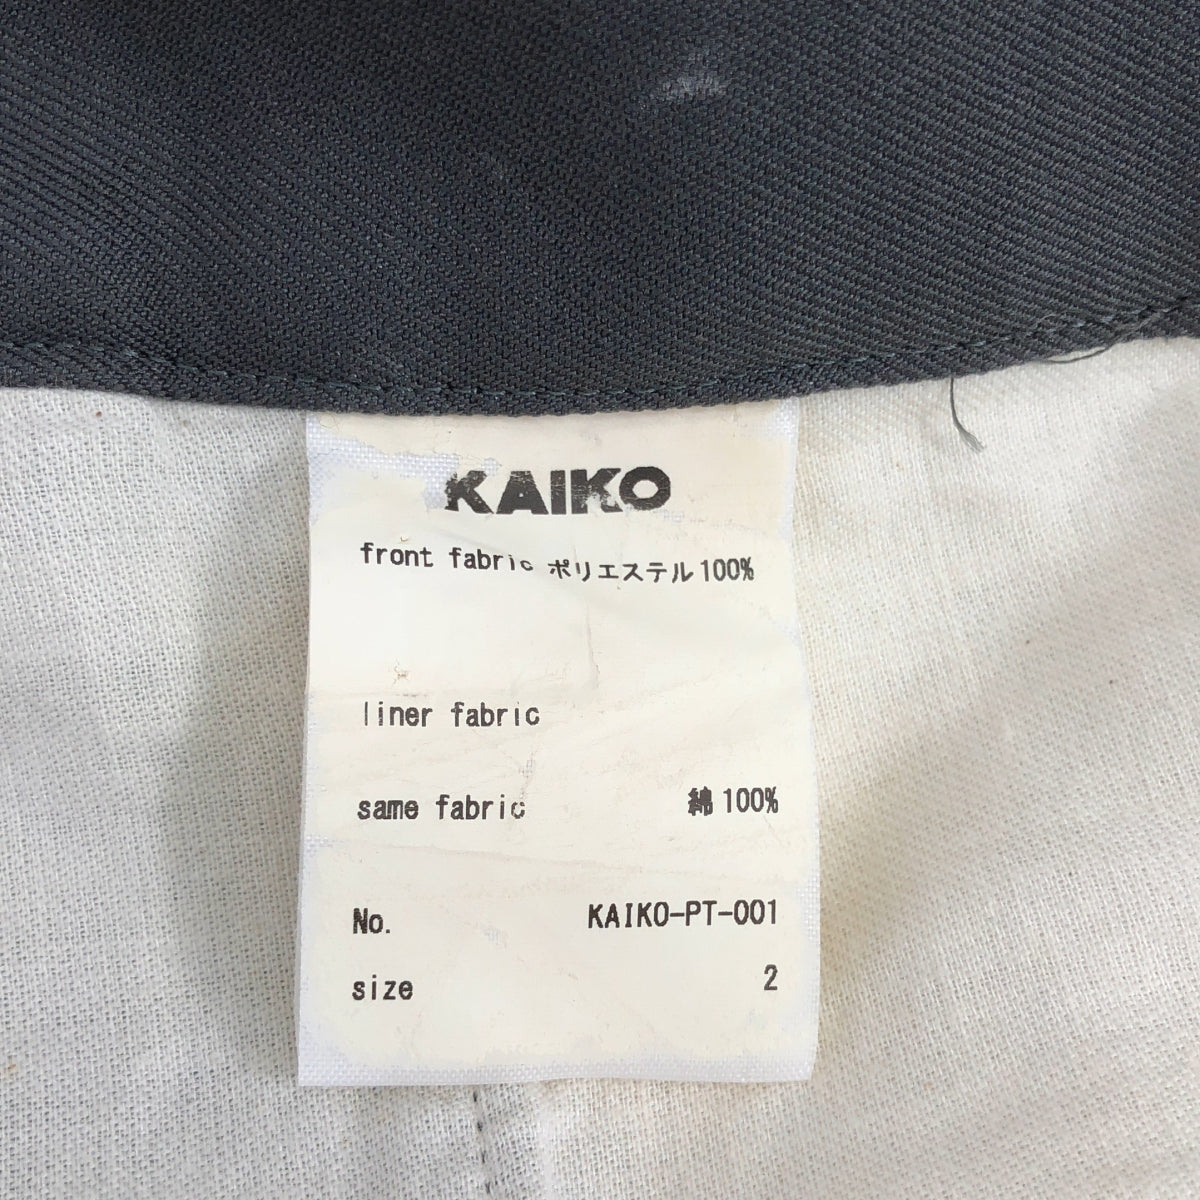 KAIKO
front fabric ポリエステル100%
liner fabric
same fabric 綿100%
No. KAIKO-PT-001
size 2